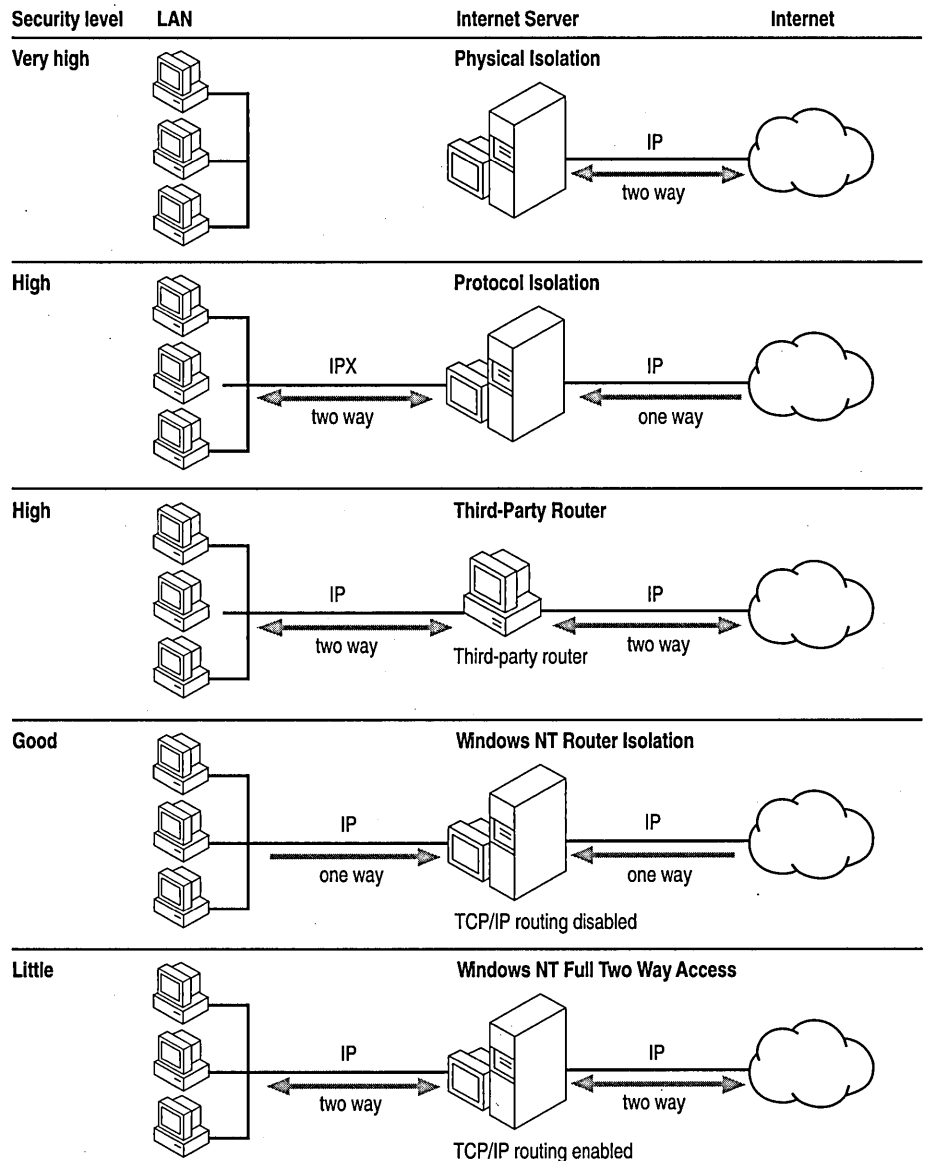 Security level LAN Internet Server Internet
Very high Physical Isolation
IP
two way
High Protocol Isolation
IPX IP
two way one way
High Third-Party Router
IP IP
two way two way
Third-party router
Good Windows NT Router Isolation
IP IP
one way one way
TCP/IP routing disabled
Little Windows NT Full Two Way Access
IP IP
two way two way
TCP/IP routing enabled